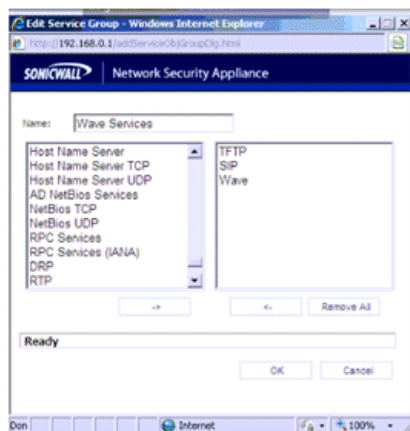 Edit Service Group - Windows Internet Explorer
http://192.168.0.1/addServiceObjGroupDlg.html
SONICWALL Network Security Appliance
Name: Wave Services
Host Name Server
Host Name Server TCP
Host Name Server UDP
AD NetBios Services
NetBios TCP
NetBios UDP
RPC Services
RPC Services (IANA)
DRP
RTP
TFTP
SIP
Wave
->
<-
Remove All
Ready
OK
Cancel
Don
Internet
100%